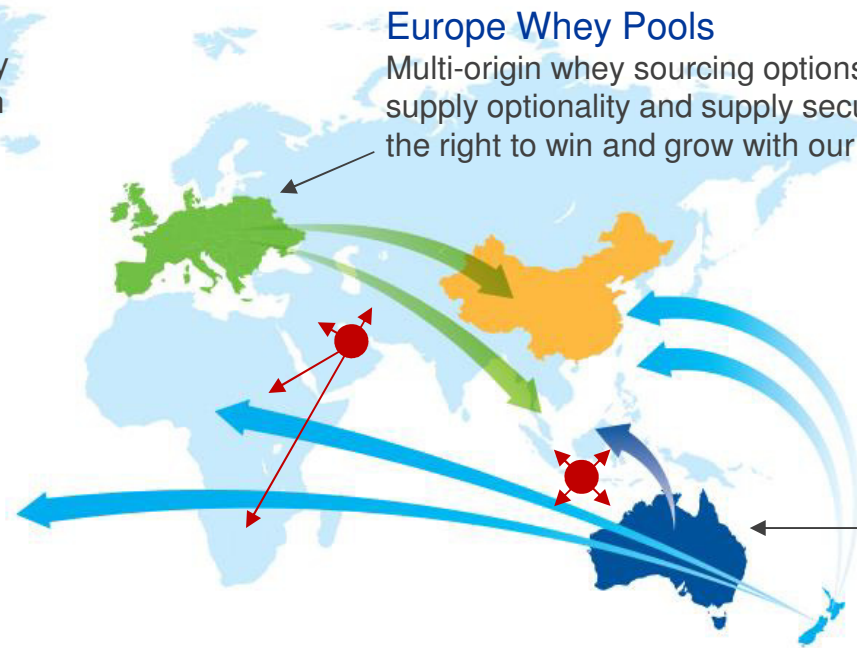 Europe Whey Pools
Multi-origin whey sourcing options
supply optionality and supply secu
the right to win and grow with our